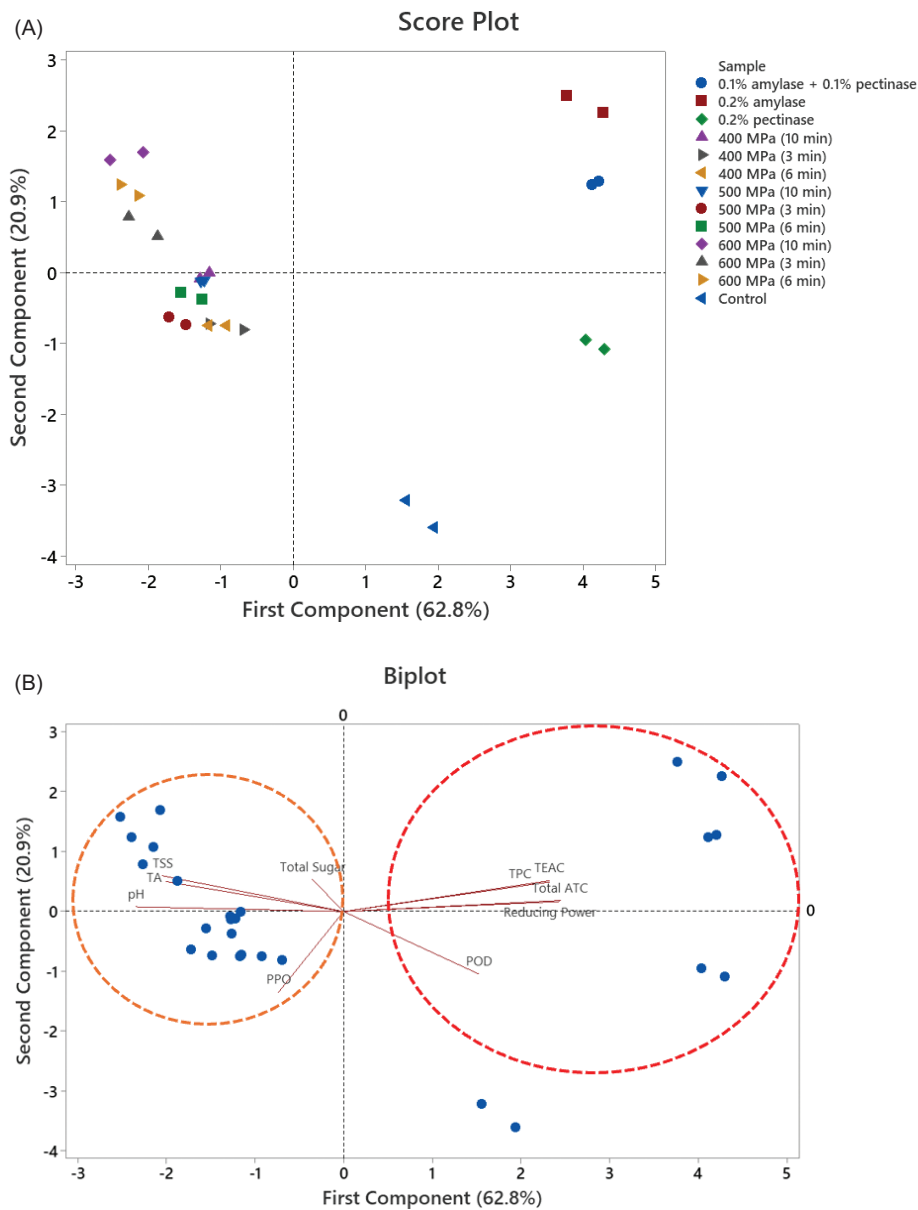 (A)
Score Plot
3
2
1
0
-1
-2
-3
-4
Second Component (20.9%)
-3 -2 -1 0 1 2 3 4 5
First Component (62.8%)
Sample
0.1% amylase + 0.1% pectinase
0.2% amylase
0.2% pectinase
400 MPa (10 min)
400 MPa (3 min)
400 MPa (6 min)
500 MPa (10 min)
500 MPa (3 min)
500 MPa (6 min)
600 MPa (10 min)
600 MPa (3 min)
600 MPa (6 min)
Control
(B)
Biplot
0
3
2
1
0
-1
-2
-3
-4
Second Component (20.9%)
TSS
TA
pH
Total Sugar
PPO
TPC
TEAC
Total ATC
Reducing Power
POD
0
-3 -2 -1 0 1 2 3 4 5
First Component (62.8%)